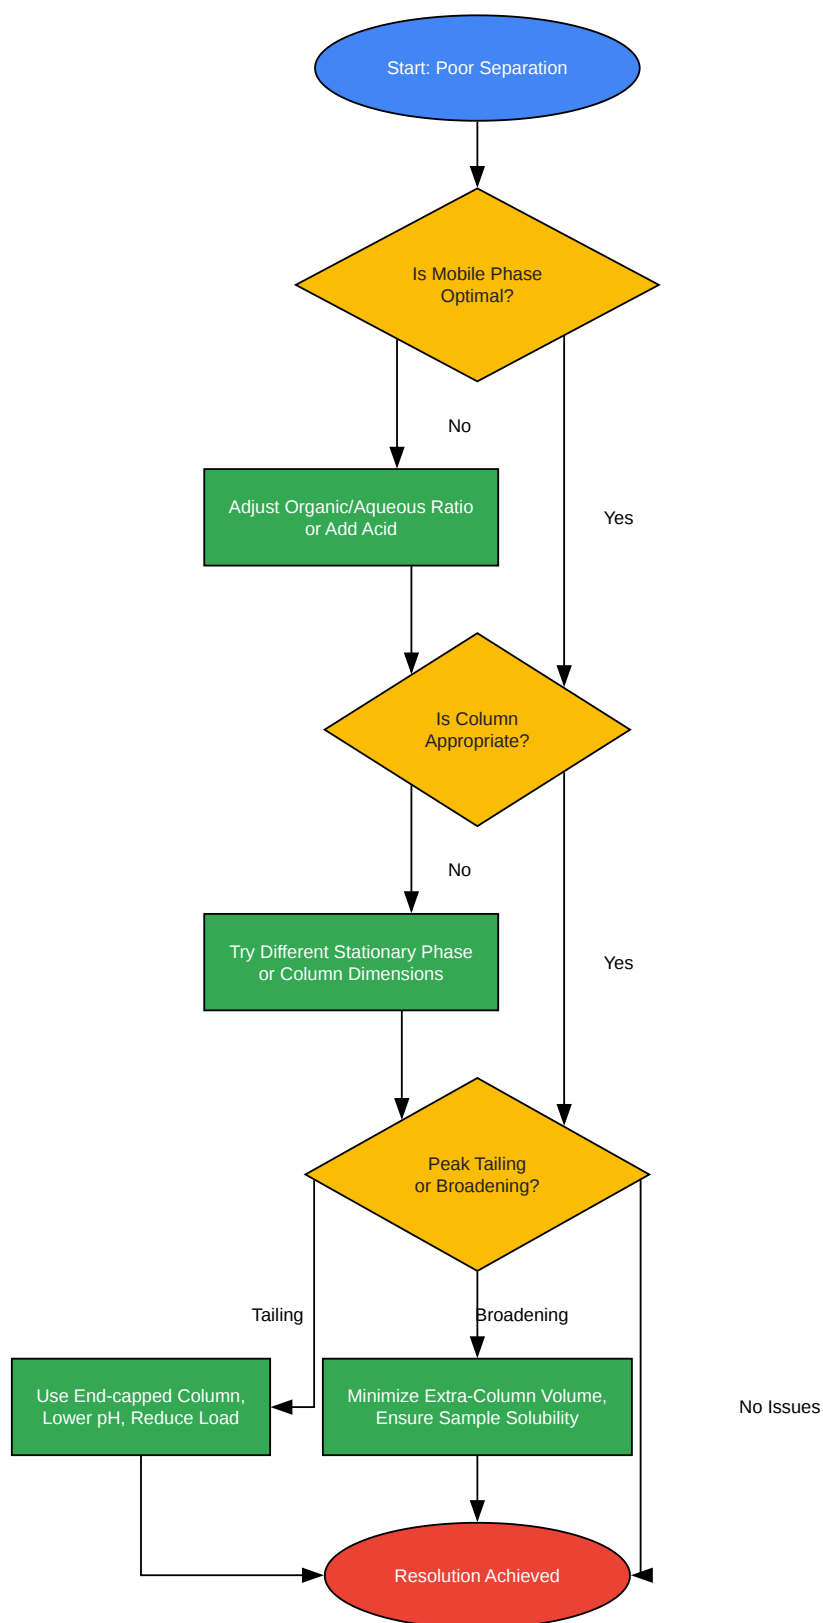 Start: Poor Separation
Is Mobile Phase
Optimal?
No
Adjust Organic/Aqueous Ratio
or Add Acid
Yes
Is Column
Appropriate?
No
Try Different Stationary Phase
or Column Dimensions
Yes
Peak Tailing
or Broadening?
Tailing
Broadening
Use End-capped Column,
Lower pH, Reduce Load
Minimize Extra-Column Volume,
Ensure Sample Solubility
No Issues
Resolution Achieved